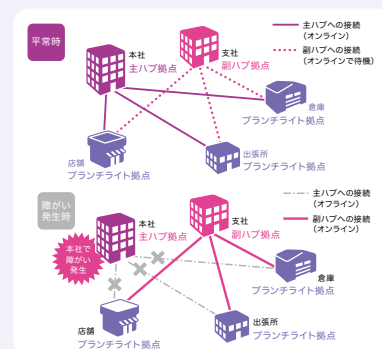 平常時
本社
主ハブ拠点
支社
副ハブ拠点
主ハブへの接続
(オンライン)
副ハブへの接続
(オンラインで待機)
倉庫
ブランチライト拠点
店舗
ブランチライト拠点
出張所
ブランチライト拠点
障がい
発生時
本社で
障がい
発生
本社
主ハブ拠点
支社
副ハブ拠点
主ハブへの接続
(オフライン)
副ハブへの接続
(オンライン)
倉庫
ブランチライト拠点
店舗
ブランチライト拠点
出張所
ブランチライト拠点